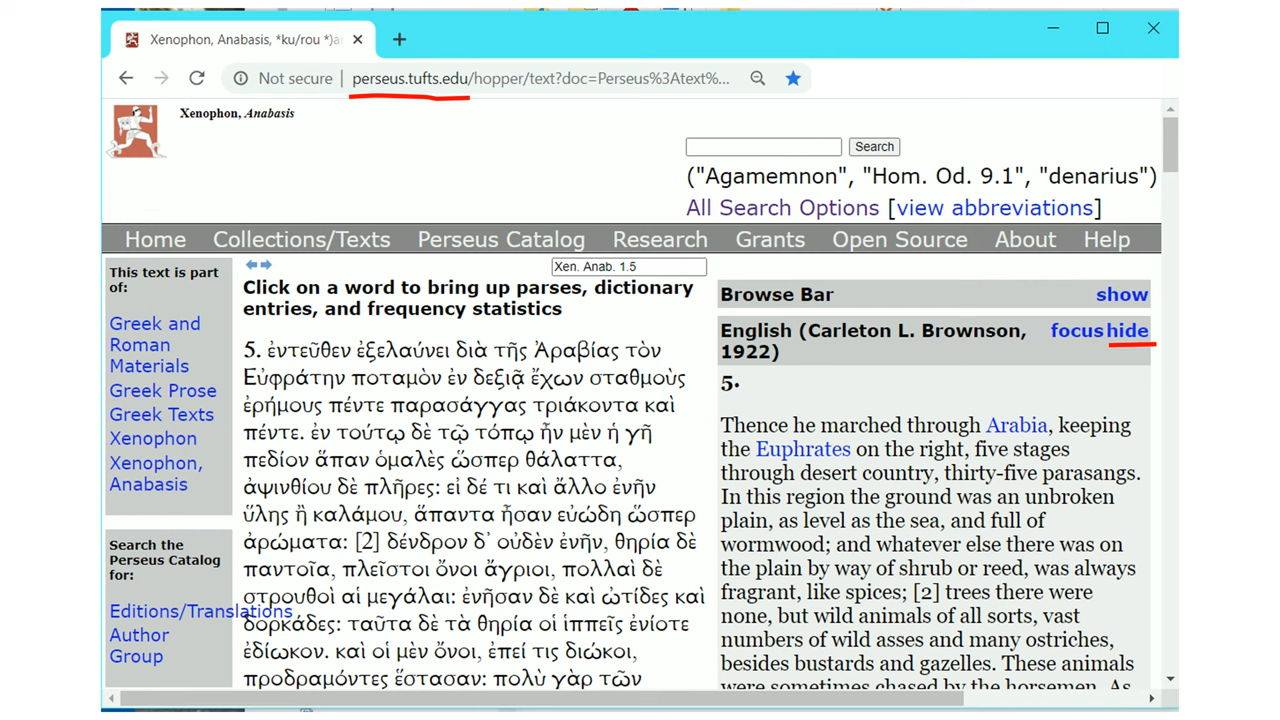 Xenophon, Anabasis, *ku/rou *)a
Not secure | perseus.tufts.edu/hopper/text?doc=Perseus%3Atext%...
Xenophon, Anabasis
Search
("Agamemnon", "Hom. Od. 9.1", "denarius")
All Search Options [view abbreviations]
Home Collections/Texts Perseus Catalog Research Grants Open Source About Help
This text is part
of:
Greek and
Roman
Materials
Greek Prose
Greek Texts
Xenophon
Xenophon,
Anabasis
Search the
Perseus Catalog
for:
Editions/Translations
Author
Group
Xen. Anab. 1.5
Click on a word to bring up parses, dictionary
entries, and frequency statistics
5. ἐντεῦθεν ἐξελαύνει διὰ τῆς Ἀραβίας τὸν
Εὐφράτην ποταμὸν ἐν δεξιᾷ ἔχων σταθμοὺς
ἐρήμους πέντε παρασάγγας τριάκοντα καὶ
πέντε. ἐν τούτῳ δὲ τῷ τόπῳ ἦν μὲν ἡ γῆ
πεδίον ἅπαν ὁμαλὲς ὥσπερ θάλαττα,
ἀψινθίου δὲ πλῆρες: εἰ δέ τι καὶ ἄλλο ἐνῆν
ὕλης ἢ καλάμου, ἅπαντα ἦσαν εὐώδη ὥσπερ
ἀρώματα: [2] δένδρον δ᾽ οὐδὲν ἐνῆν, θηρία δὲ
παντοῖα, πλεῖστοι ὄνοι ἄγριοι, πολλαὶ δὲ
στρουθοὶ αἱ μεγάλαι: ἐνῆσαν δὲ καὶ ὠτίδες καὶ
δορκάδες: ταῦτα δὲ τὰ θηρία οἱ ἱππεῖς ἐνίοτε
ἐδίωκον. καὶ οἱ μὲν ὄνοι, ἐπεί τις διώκοι,
προδραμόντες ἕστασαν: πολὺ γὰρ τῶν
Browse Bar show
English (Carleton L. Brownson, focus hide
1922)
5.
Thence he marched through Arabia, keeping
the Euphrates on the right, five stages
through desert country, thirty-five parasangs.
In this region the ground was an unbroken
plain, as level as the sea, and full of
wormwood; and whatever else there was on
the plain by way of shrub or reed, was always
fragrant, like spices; [2] trees there were
none, but wild animals of all sorts, vast
numbers of wild asses and many ostriches,
besides bustards and gazelles. These animals
were sometimes chased by the horsemen. As